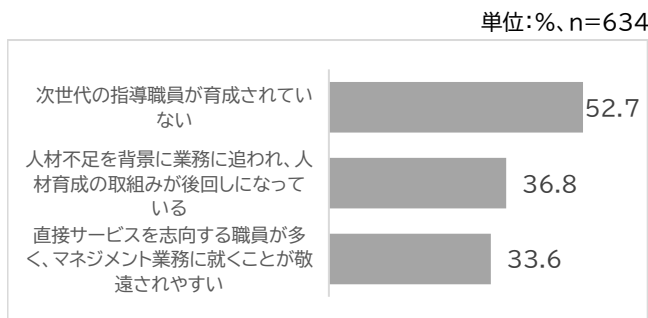 単位:%、n=634
次世代の指導職員が育成されてい
ない
52.7
人材不足を背景に業務に追われ、人
材育成の取組みが後回しになって
いる
36.8
直接サービスを志向する職員が多
く、マネジメント業務に就くことが敬
遠されやすい
33.6